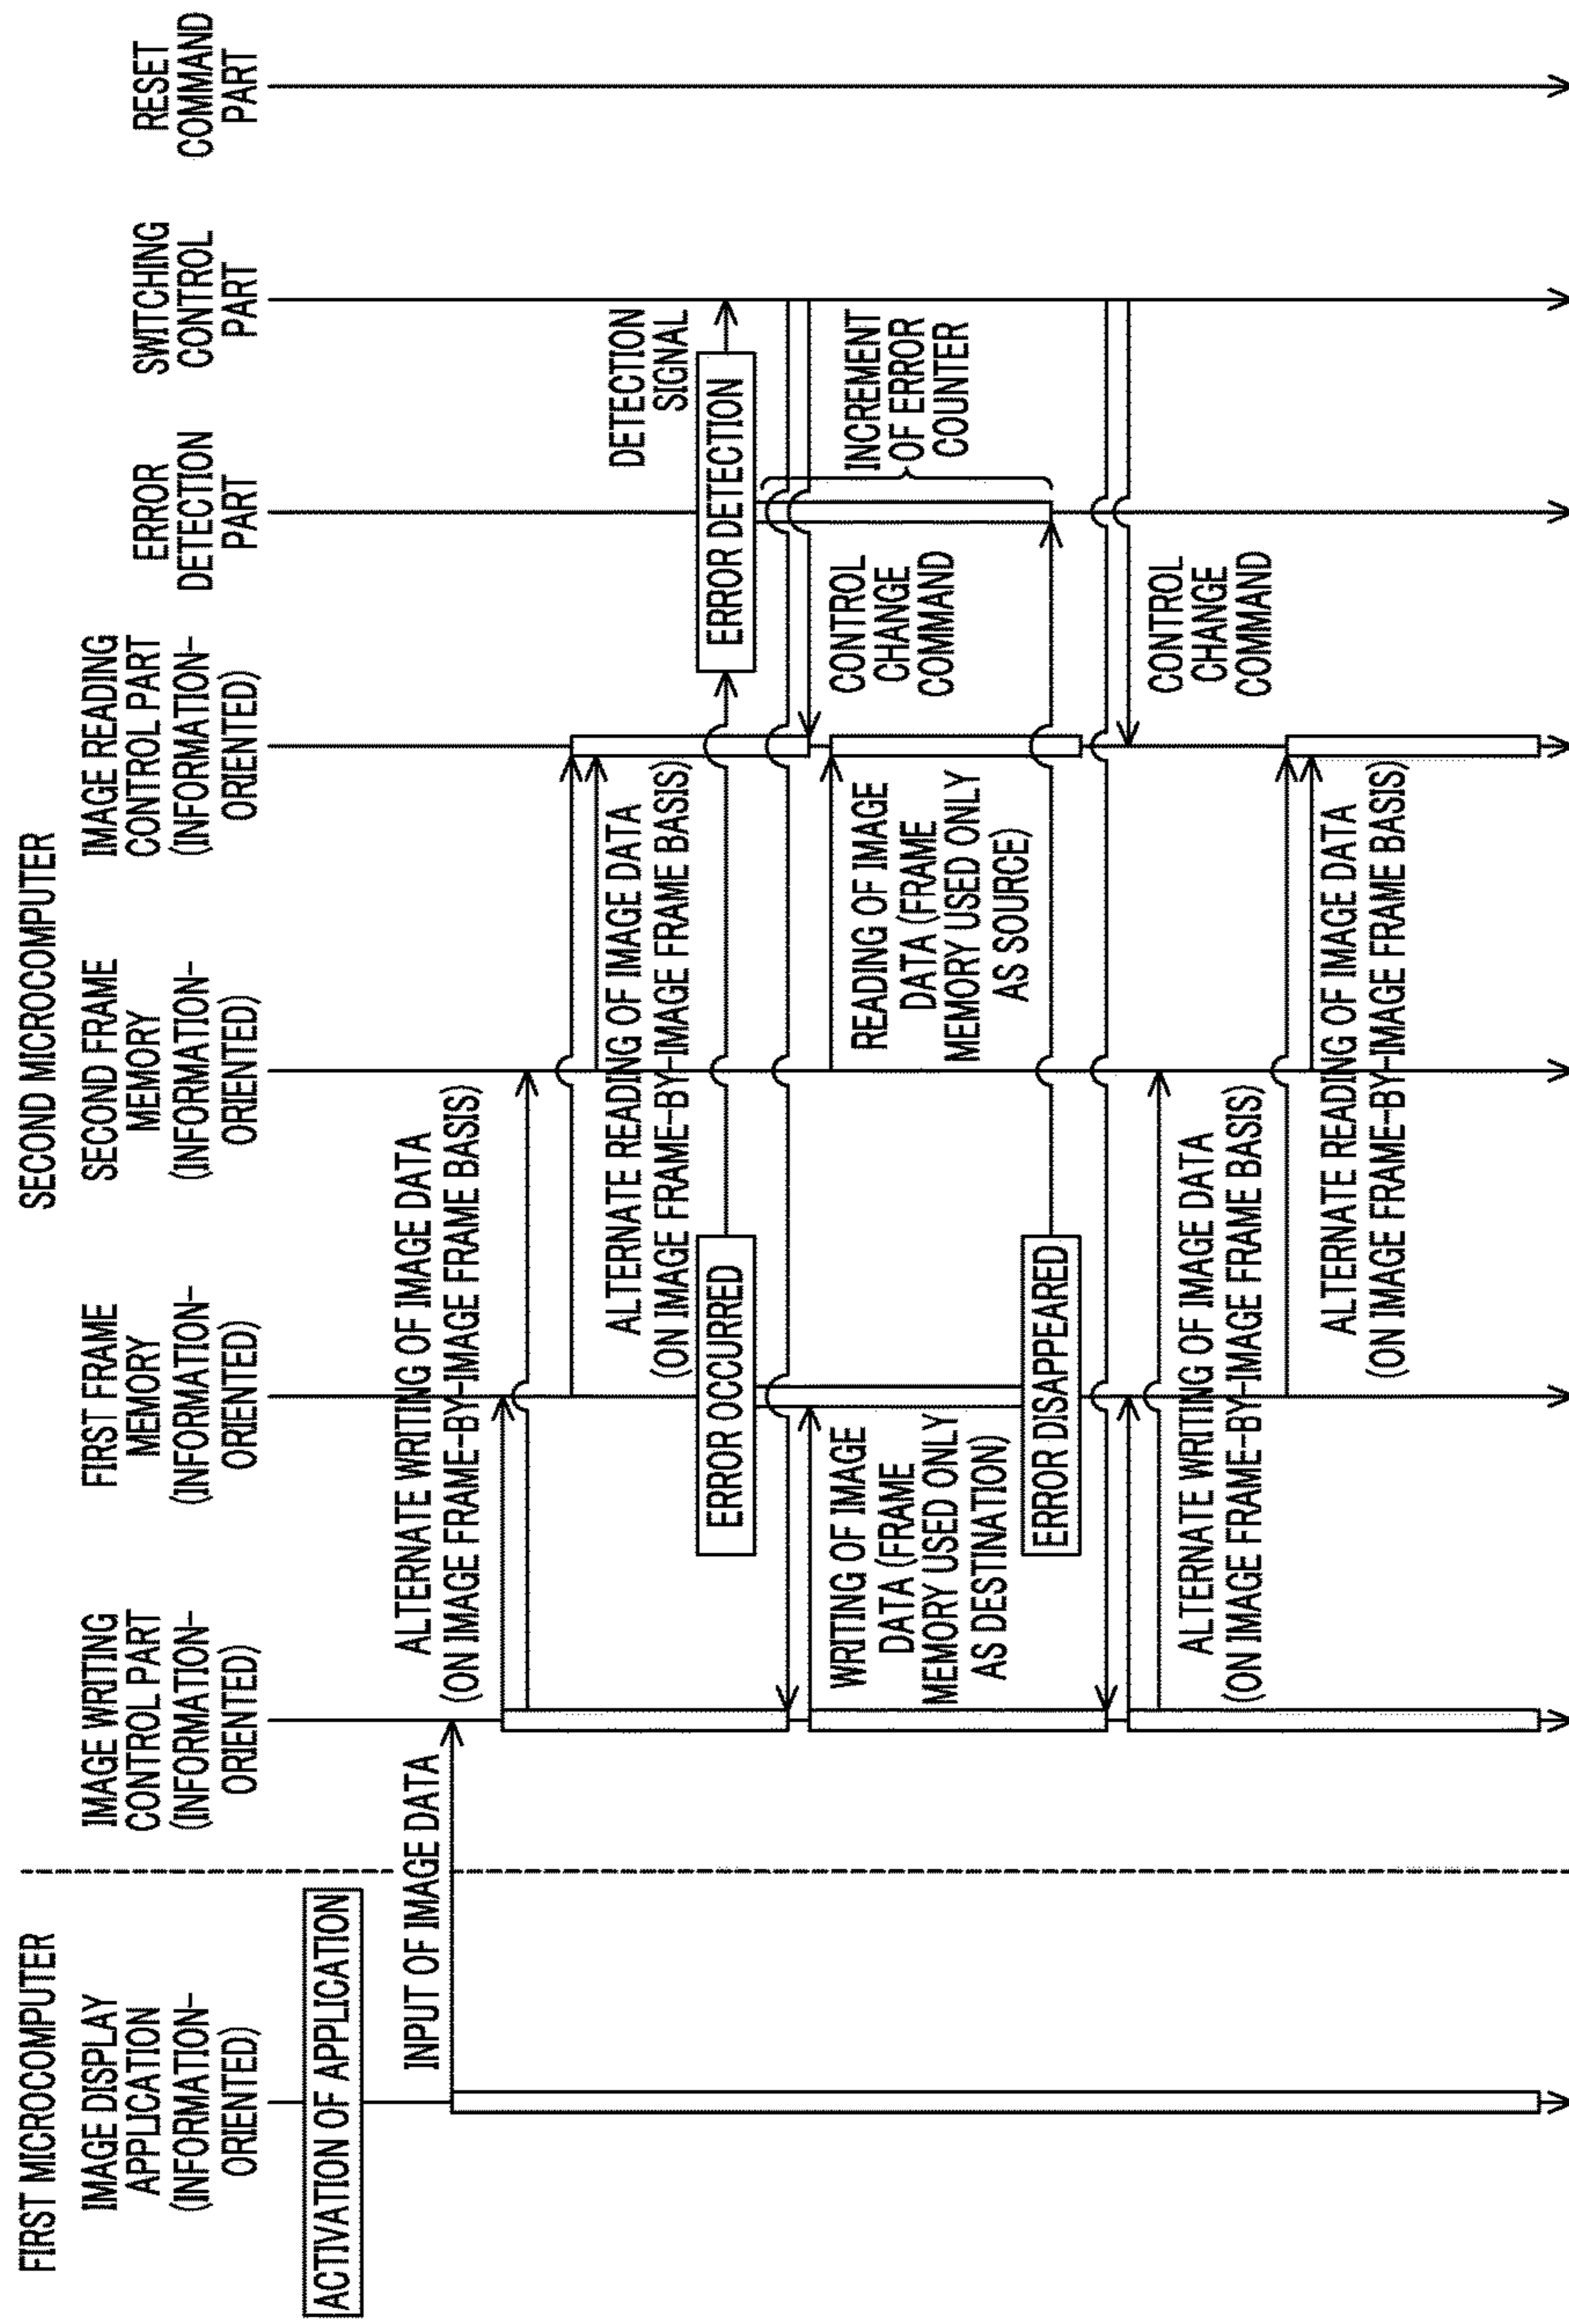 FIRST MICROCOMPUTER
SECOND MICROCOMPUTER
IMAGE DISPLAY
APPLICATION
(INFORMATION-
ORIENTED)
IMAGE WRITING
CONTROL PART
(INFORMATION-
ORIENTED)
FIRST FRAME
MEMORY
(INFORMATION-
ORIENTED)
SECOND FRAME
MEMORY
(INFORMATION-
ORIENTED)
IMAGE READING
CONTROL PART
(INFORMATION-
ORIENTED)
ERROR
DETECTION
PART
SWITCHING
CONTROL
PART
RESET
COMMAND
PART
ACTIVATION OF APPLICATION
INPUT OF IMAGE DATA
ALTERNATE WRITING OF IMAGE DATA
(ON IMAGE FRAME-BY-IMAGE FRAME BASIS)
ALTERNATE READING OF IMAGE DATA
(ON IMAGE FRAME-BY-IMAGE FRAME BASIS)
DETECTION
SIGNAL
ERROR OCCURRED
ERROR DETECTION
WRITING OF IMAGE
DATA (FRAME
MEMORY USED ONLY
AS DESTINATION)
READING OF IMAGE
DATA (FRAME
MEMORY USED ONLY
AS SOURCE)
CONTROL
CHANGE
COMMAND
INCREMENT
OF ERROR
COUNTER
ERROR DISAPPEARED
CONTROL
CHANGE
COMMAND
ALTERNATE WRITING OF IMAGE DATA
(ON IMAGE FRAME-BY-IMAGE FRAME BASIS)
ALTERNATE READING OF IMAGE DATA
(ON IMAGE FRAME-BY-IMAGE FRAME BASIS)